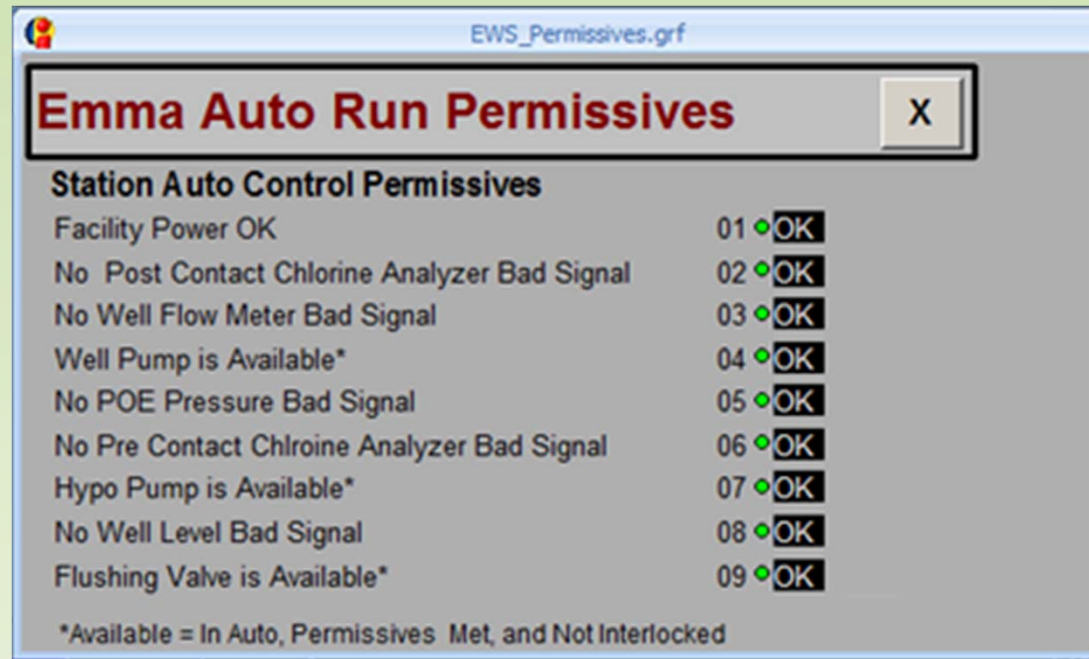 EWS_Permissives.grf
Emma Auto Run Permissives X
Station Auto Control Permissives
Facility Power OK 01 OK
No Post Contact Chlorine Analyzer Bad Signal 02 OK
No Well Flow Meter Bad Signal 03 OK
Well Pump is Available* 04 OK
No POE Pressure Bad Signal 05 OK
No Pre Contact Chlroine Analyzer Bad Signal 06 OK
Hypo Pump is Available* 07 OK
No Well Level Bad Signal 08 OK
Flushing Valve is Available* 09 OK
*Available = In Auto, Permissives Met, and Not Interlocked